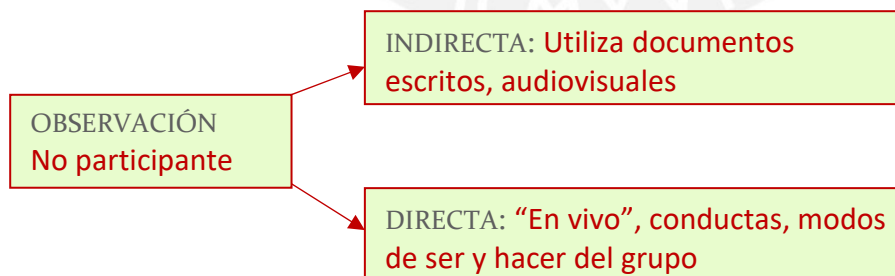 INDIRECTA: Utiliza documentos
escritos, audiovisuales
OBSERVACIÓN
No participante
DIRECTA: “En vivo”, conductas, modos
de ser y hacer del grupo